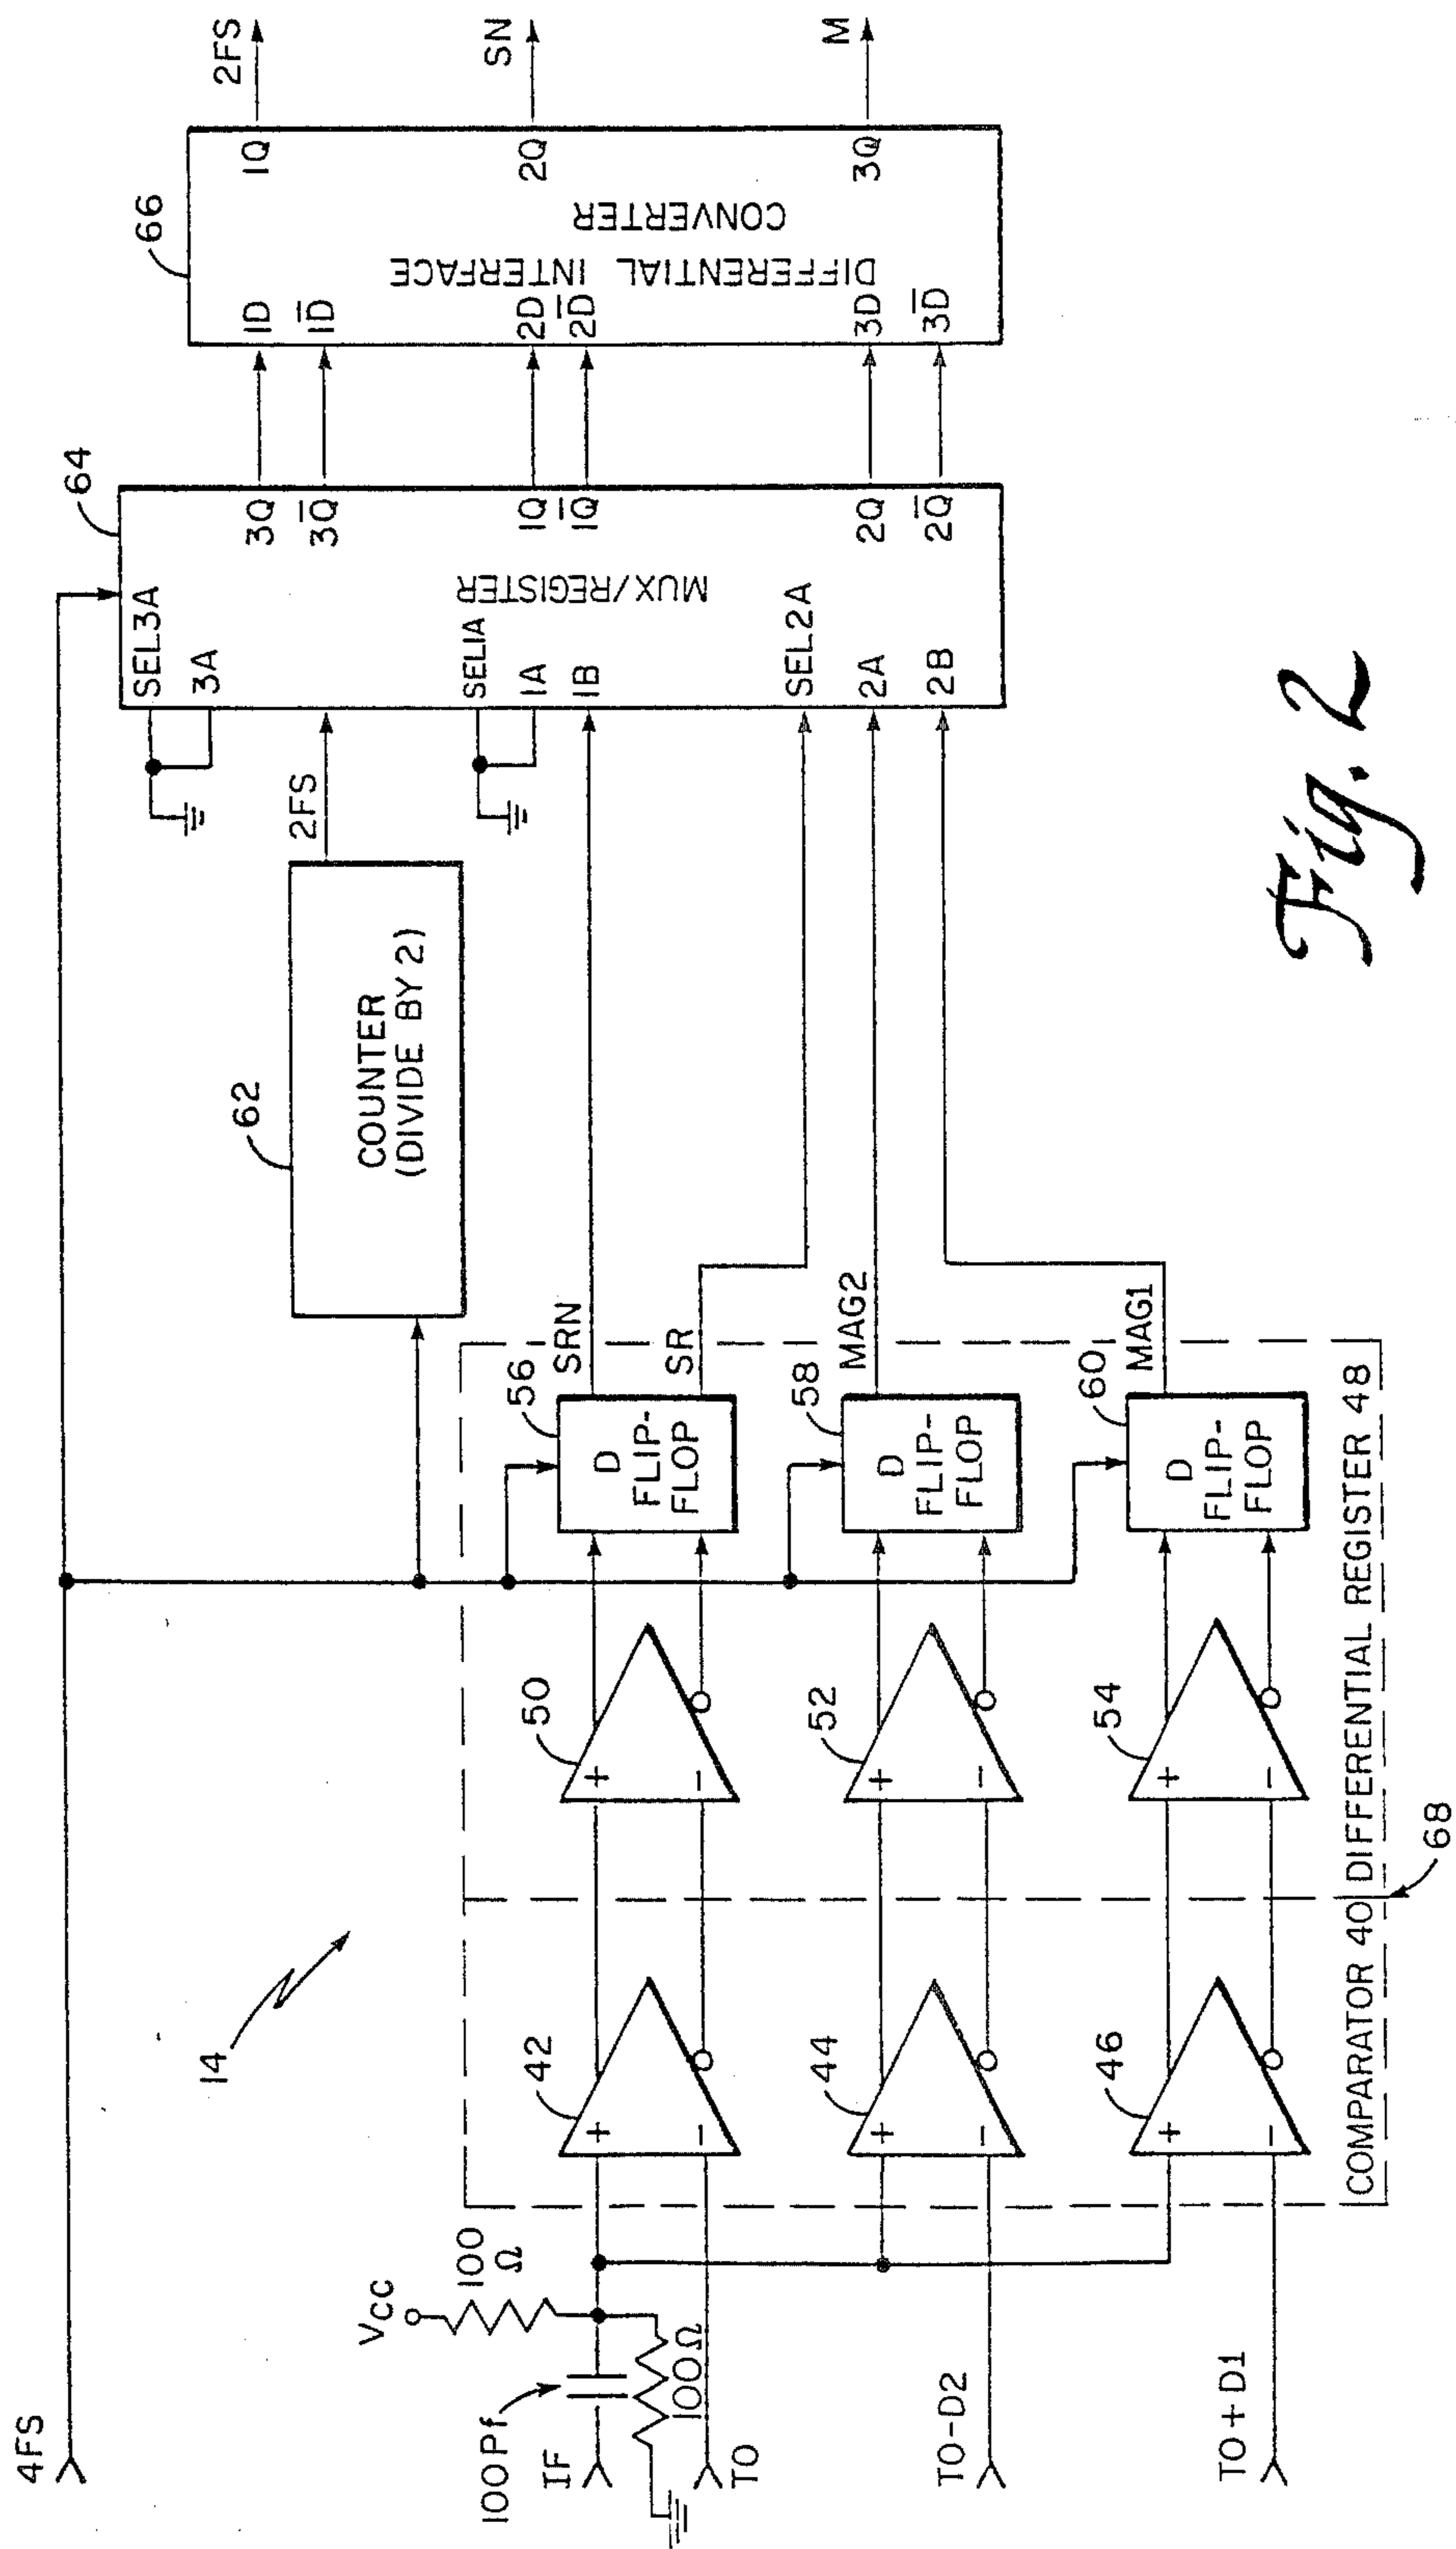 4FS
14
VCC
100
Ω
100Pf
100Ω
IF
TO
TO-D2
TO+D1
42
44
46
+
-
+
-
+
-
50
52
54
+
-
+
-
+
-
56
58
60
D
FLIP-
FLOP
D
FLIP-
FLOP
D
FLIP-
FLOP
SRN
SR
MAG2
MAG1
COMPARATOR 40
DIFFERENTIAL REGISTER 48
68
62
COUNTER
(DIVIDE BY 2)
2FS
64
SEL3A
3A
SEL1A
1A
1B
SEL2A
2A
2B
MUX/REGISTER
3Q
3Q̅
1Q
1Q̅
2Q
2Q̅
66
1D
1D̅
2D
2D̅
3D
3D̅
DIFFERENTIAL INTERFACE
CONVERTER
1Q
2Q
3Q
2FS
SN
M
Fig. 2